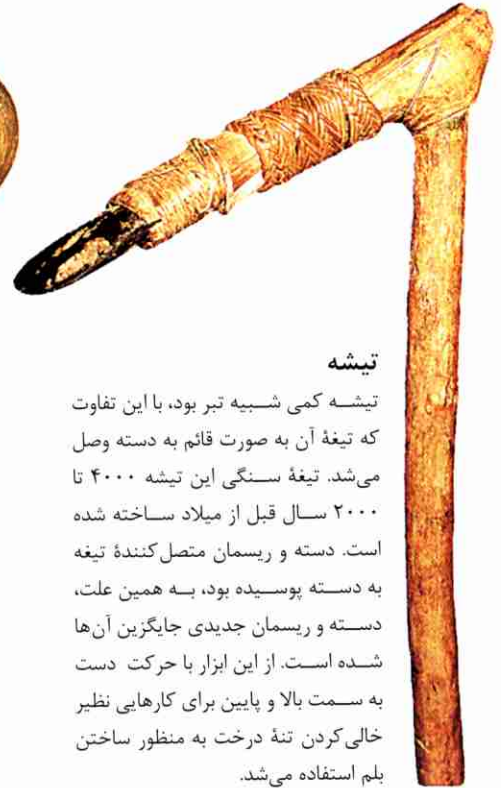 تیشه
تیشه کمی شبیه تبر بود، با این تفاوت
که تیغهٔ آن به صورت قائم به دسته وصل
می‌شد. تیغهٔ سنگی این تیشه ۴۰۰۰ تا
۲۰۰۰ سال قبل از میلاد ساخته شده
است. دسته و ریسمان متصل‌کنندهٔ تیغه
به دسته پوسیده بود، به همین علت،
دسته و ریسمان جدیدی جایگزین آن‌ها
شده است. از این ابزار با حرکت دست
به سمت بالا و پایین برای کارهایی نظیر
خالی‌کردن تنهٔ درخت به منظور ساختن
بلم استفاده می‌شد.